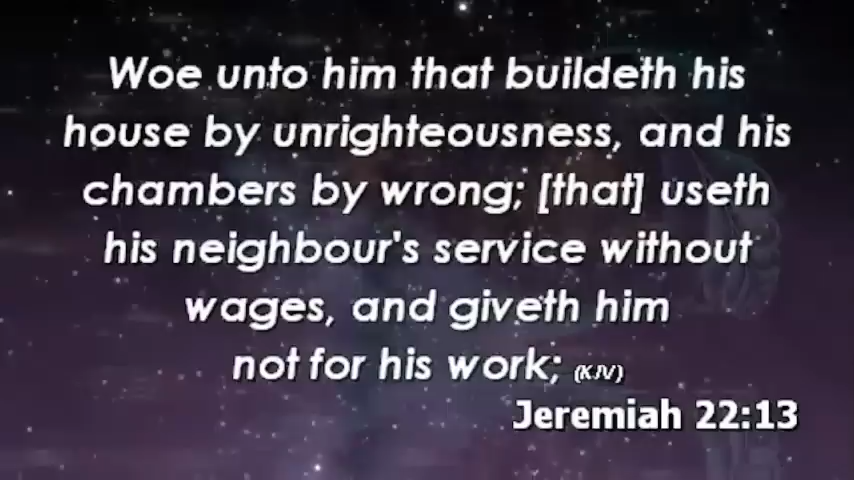 Woe unto him that buildeth his
house by unrighteousness, and his
chambers by wrong; [that] useth
his neighbour's service without
wages, and giveth him
not for his work; (KJV)
Jeremiah 22:13